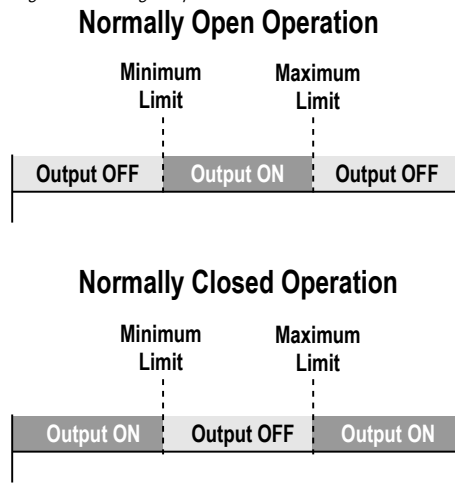 Normally Open Operation
Minimum Limit
Maximum Limit
Output OFF
Output ON
Output OFF
Normally Closed Operation
Minimum Limit
Maximum Limit
Output ON
Output OFF
Output ON